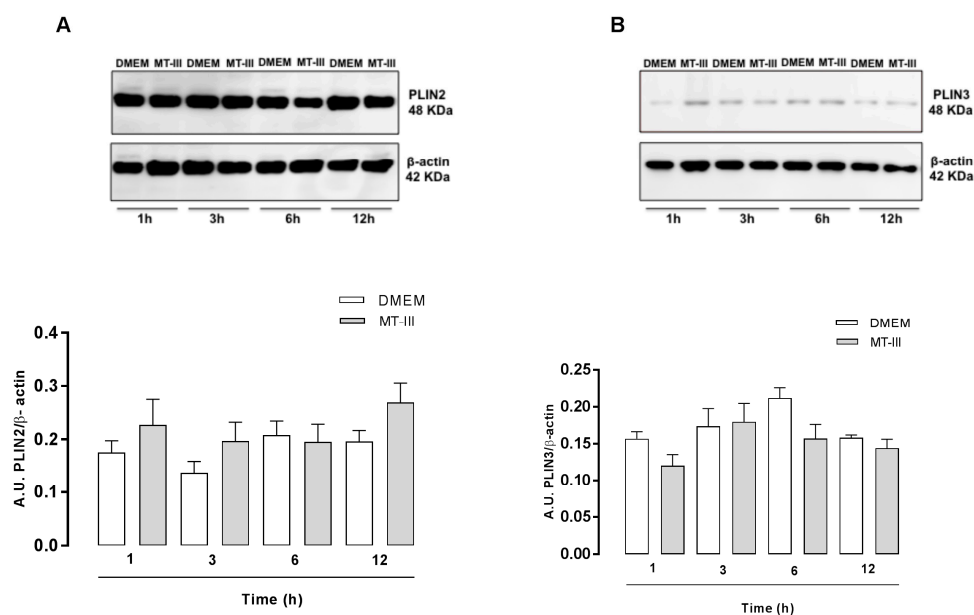 A
DMEM MT-III DMEM MT-III DMEM MT-III DMEM MT-III
PLIN2
48 KDa
β-actin
42 KDa
1h 3h 6h 12h
DMEM
MT-III
A.U. PLIN2/β- actin
0.4
0.3
0.2
0.1
0.0
1 3 6 12
Time (h)
B
DMEM MT-III DMEM MT-III DMEM MT-III DMEM MT-III
PLIN3
48 KDa
β-actin
42 KDa
1h 3h 6h 12h
DMEM
MT-III
A.U. PLIN3/β-actin
0.25
0.20
0.15
0.10
0.05
0.00
1 3 6 12
Time (h)